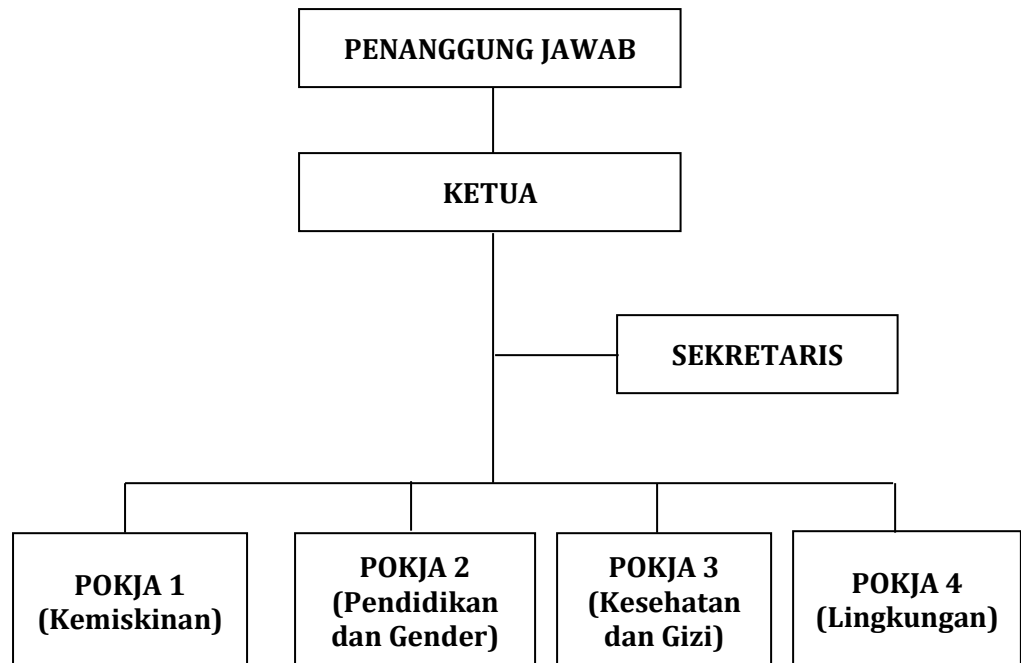 PENANGGUNG JAWAB
KETUA
SEKRETARIS
POKJA 1
(Kemiskinan)
POKJA 2
(Pendidikan
dan Gender)
POKJA 3
(Kesehatan
dan Gizi)
POKJA 4
(Lingkungan)